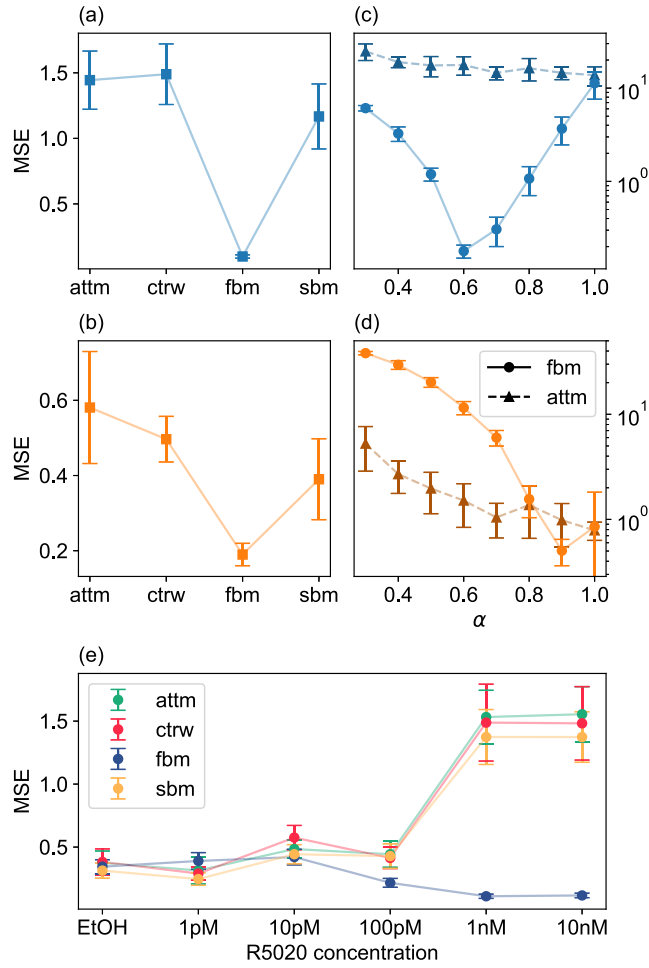 (a)
(c)
MSE
1.5
1.0
0.5
10¹
10⁰
attm
ctrw
fbm
sbm
0.4
0.6
0.8
1.0
(b)
(d)
MSE
0.6
0.4
0.2
fbm
attm
10¹
10⁰
attm
ctrw
fbm
sbm
0.4
0.6
0.8
1.0
α
(e)
attm
ctrw
fbm
sbm
MSE
1.5
1.0
0.5
EtOH
1pM
10pM
100pM
1nM
10nM
R5020 concentration